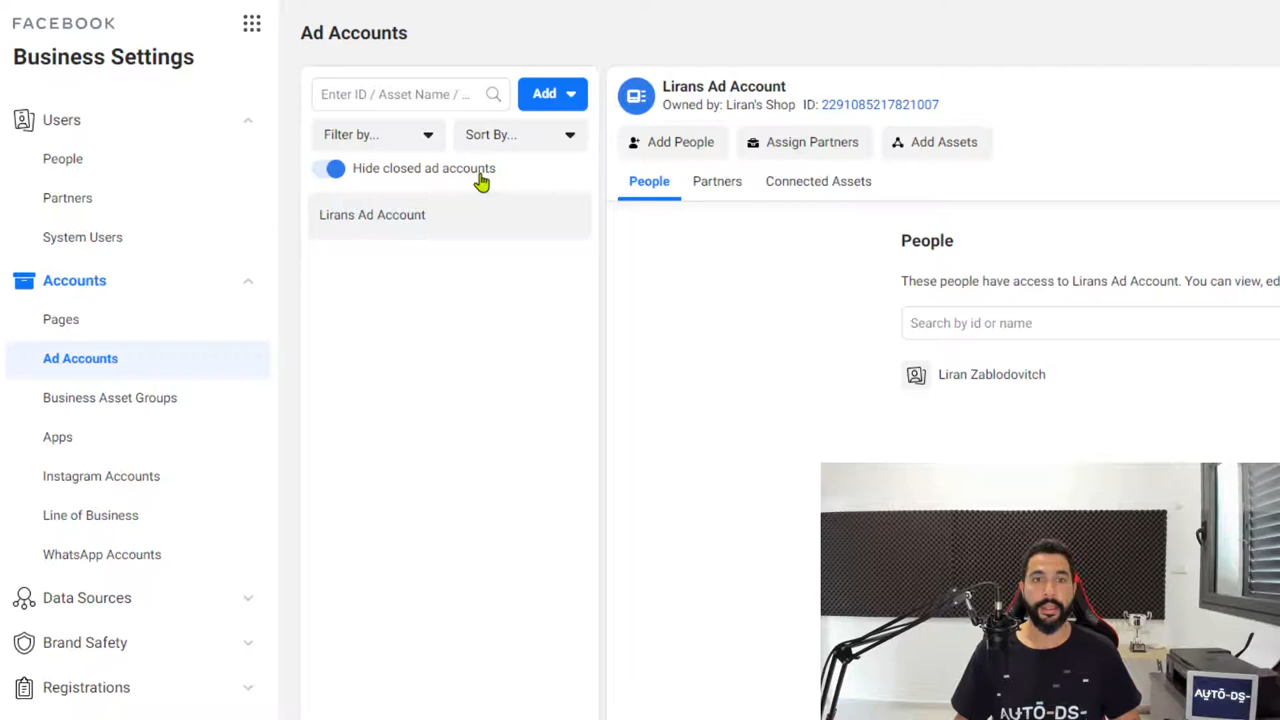 FACEBOOK
Business Settings
Users
People
Partners
System Users
Accounts
Pages
Ad Accounts
Business Asset Groups
Apps
Instagram Accounts
Line of Business
WhatsApp Accounts
Data Sources
Brand Safety
Registrations
Ad Accounts
Enter ID / Asset Name / ...
Add
Filter by...
Sort By...
Hide closed ad accounts
Lirans Ad Account
Lirans Ad Account
Owned by: Liran's Shop ID: 2291085217821007
Add People
Assign Partners
Add Assets
People
Partners
Connected Assets
People
These people have access to Lirans Ad Account. You can view, ed
Search by id or name
Liran Zablodovitch
AUTŌ-DS-
AUTŌ-DS-